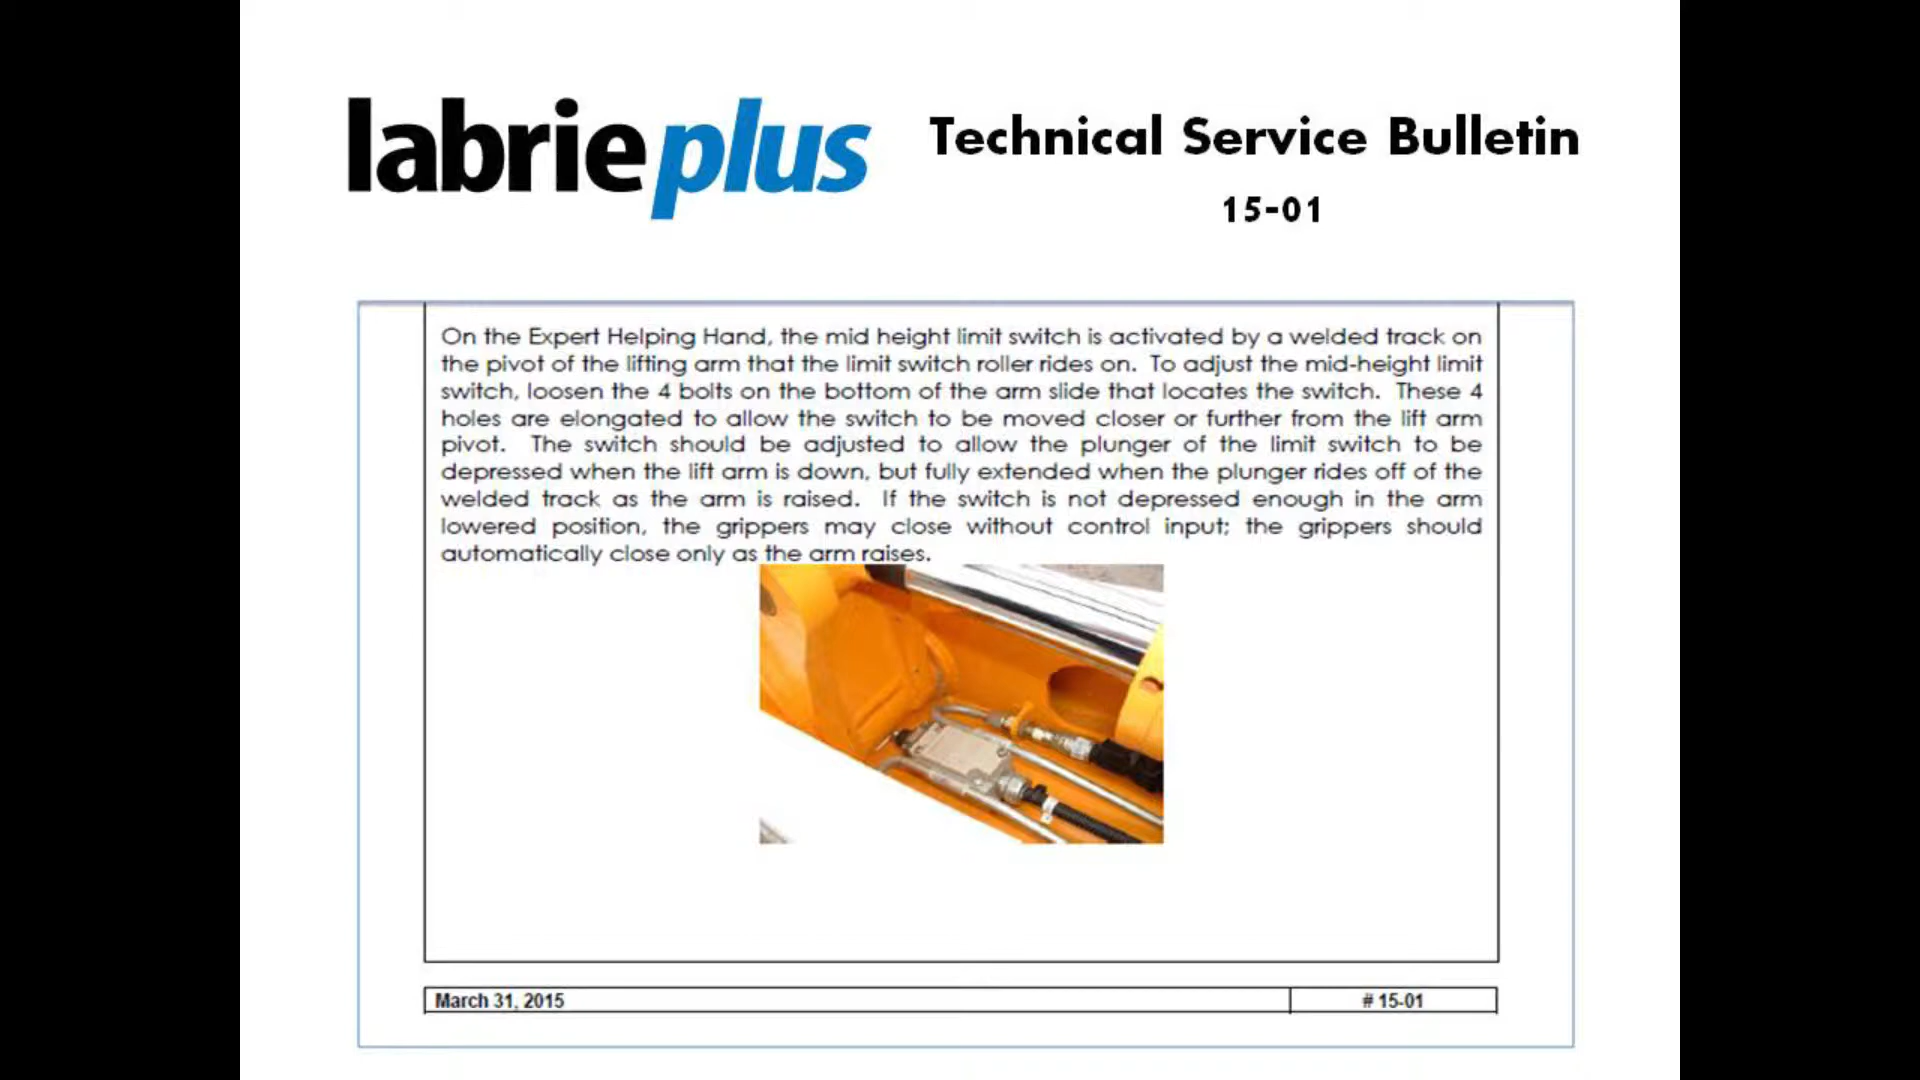 labrie plus
Technical Service Bulletin
15-01
On the Expert Helping Hand, the mid height limit switch is activated by a welded track on
the pivot of the lifting arm that the limit switch roller rides on. To adjust the mid-height limit
switch, loosen the 4 bolts on the bottom of the arm slide that locates the switch. These 4
holes are elongated to allow the switch to be moved closer or further from the lift arm
pivot. The switch should be adjusted to allow the plunger of the limit switch to be
depressed when the lift arm is down, but fully extended when the plunger rides off of the
welded track as the arm is raised. If the switch is not depressed enough in the arm
lowered position, the grippers may close without control input; the grippers should
automatically close only as the arm raises.
March 31, 2015
# 15-01